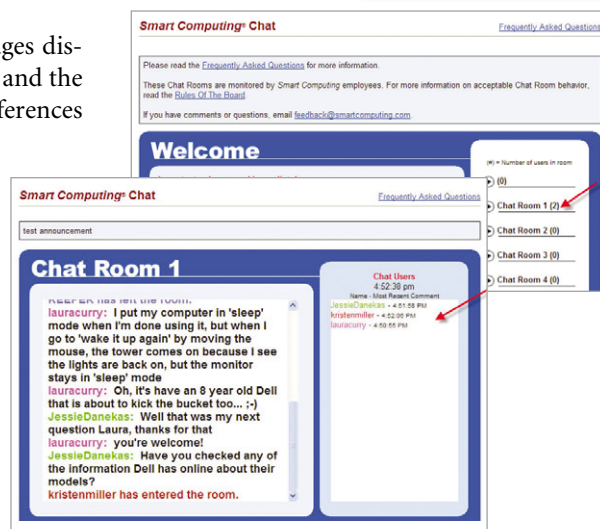 ges dis-
and the
ferences
Smart Computing® Chat
Frequently Asked Questions
Please read the Frequently Asked Questions for more information.
These Chat Rooms are monitored by Smart Computing employees. For more information on acceptable Chat Room behavior,
read the Rules Of The Board.
If you have comments or questions, email feedback@smartcomputing.com.
Welcome
(#) = Number of users in room
(0)
Chat Room 1 (2)
Chat Room 2 (0)
Chat Room 3 (0)
Chat Room 4 (0)
Smart Computing® Chat
Frequently Asked Questions
test announcement
Chat Room 1
KEEPER has left the room.
lauracurry: I put my computer in 'sleep'
mode when I'm done using it, but when I
go to 'wake it up again' by moving the
mouse, the tower comes on because I see
the lights are back on, but the monitor
stays in 'sleep' mode
lauracurry: Oh, it's have an 8 year old Dell
that is about to kick the bucket too... ;-)
JessieDanekas: Well that was my next
question Laura, thanks for that
lauracurry: you're welcome!
JessieDanekas: Have you checked any of
the information Dell has online about their
models?
kristenmiller has entered the room.
Chat Users
4:52:38 pm
Name - Most Recent Comment
JessieDanekas - 4:51:58 PM
kristenmiller - 4:52:06 PM
lauracurry - 4:50:55 PM